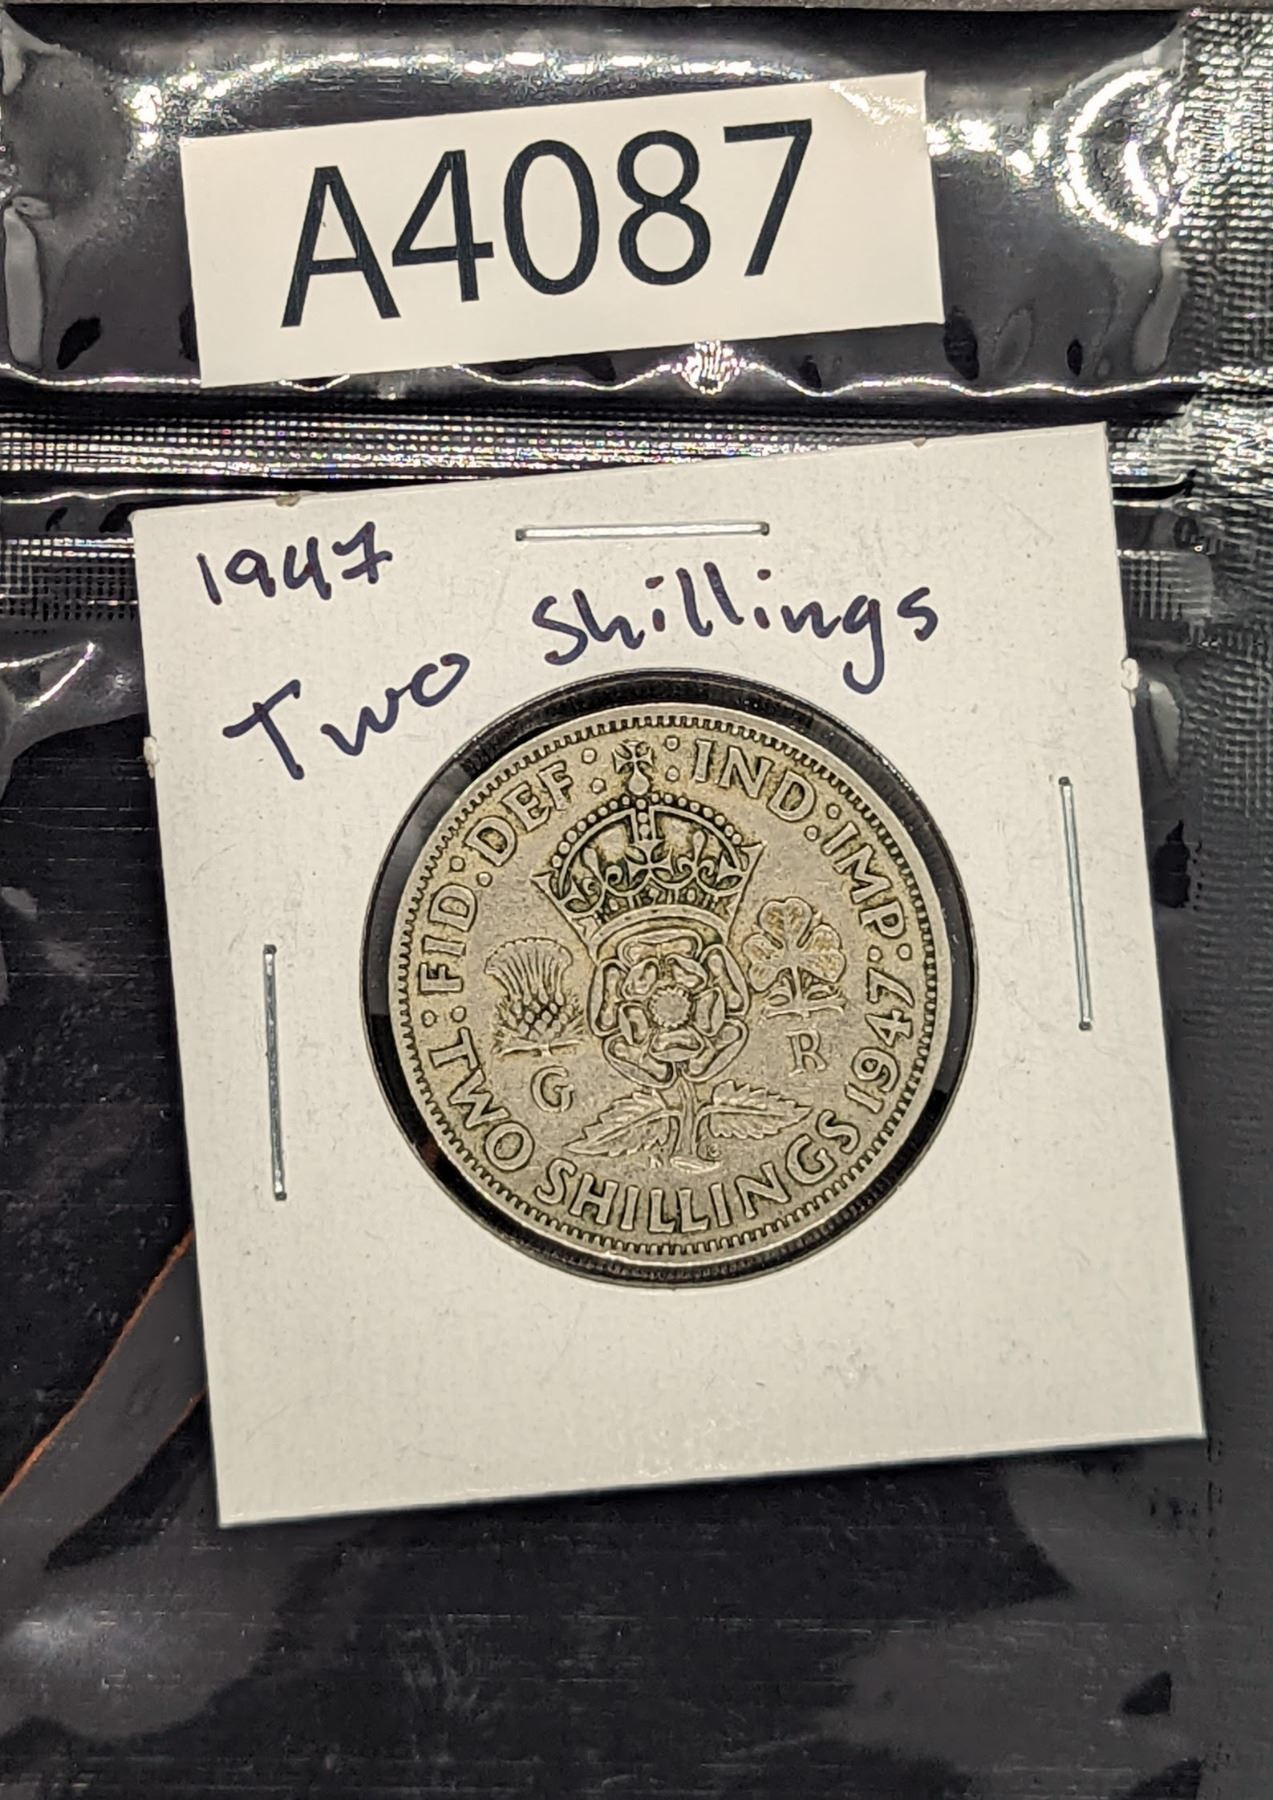 A4087
1947
Two Shillings
FID: DEF: IND: IMP. 1947
G R
TWO SHILLINGS